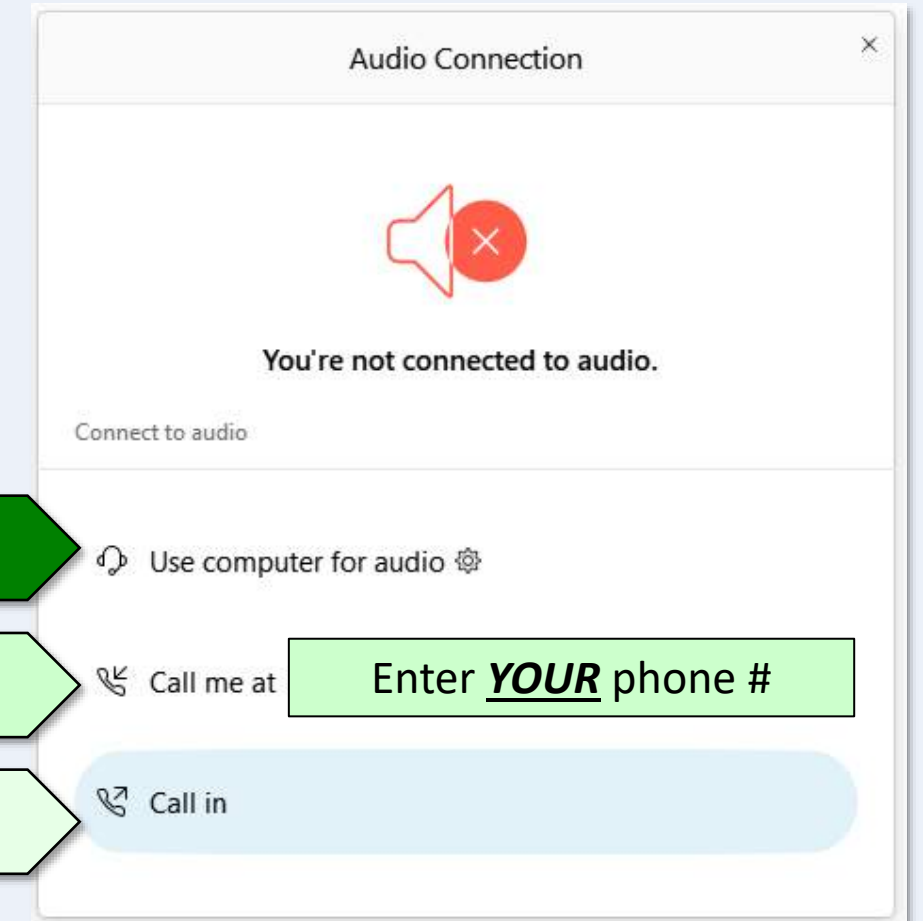 Audio Connection
You're not connected to audio.
Connect to audio
Use computer for audio
Call me at
Enter YOUR phone #
Call in